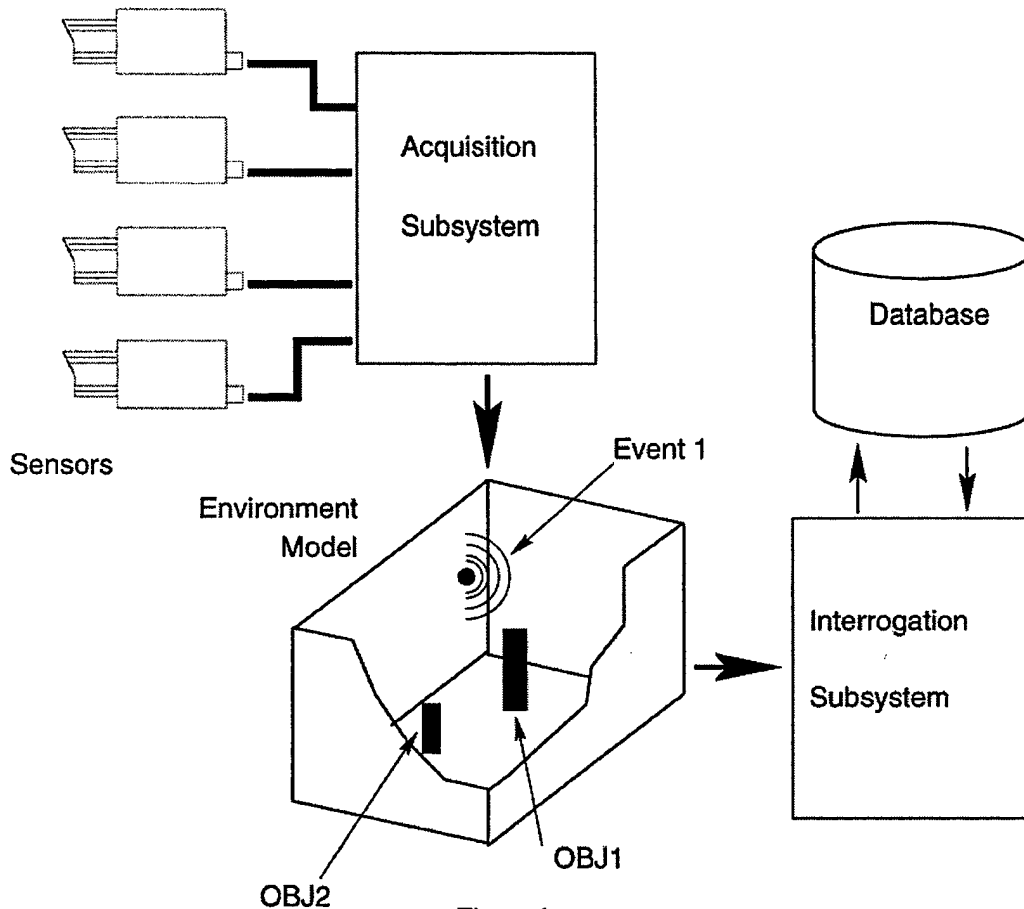 Acquisition
Subsystem
Database
Sensors
Event 1
Environment
Model
Interrogation
Subsystem
OBJ1
OBJ2